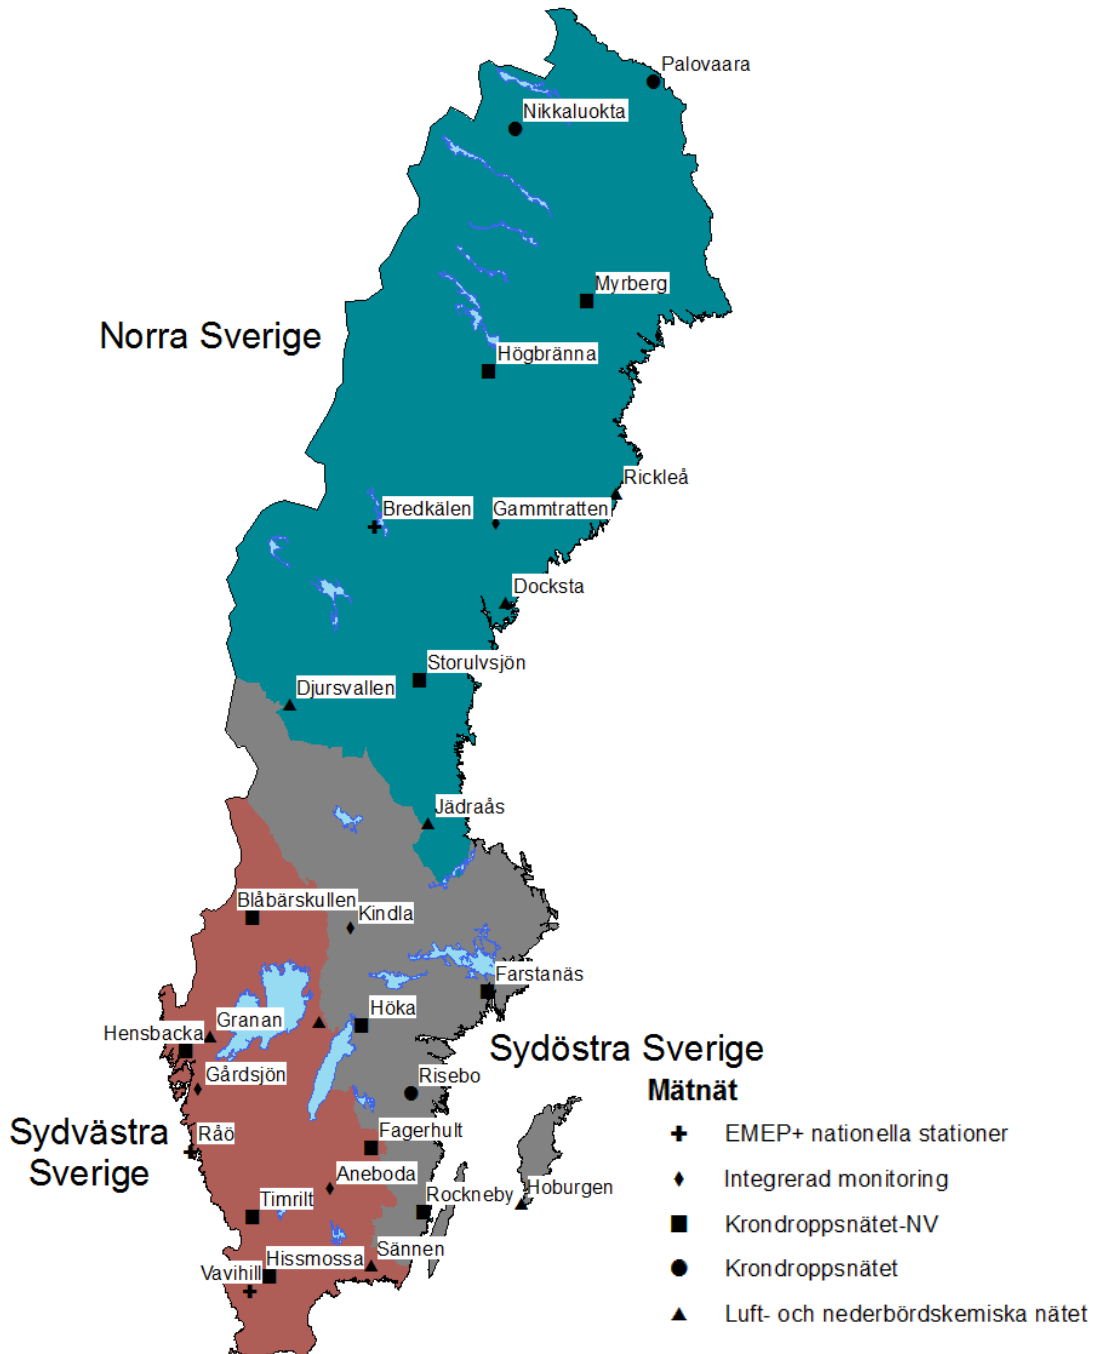 Palovaara
Nikkaluokta
Myrberg
Norra Sverige
Högbränna
Rickleå
Bredkälen
Gammtratten
Docksta
Storulvsjön
Djursvallen
Jädraås
Blåbärskullen
Kindla
Farstanäs
Höka
Granan
Hensbacka
Sydöstra Sverige
Gårdsjön
Risebo
Mätnät
Sydvästra
Sverige
Råö
Fagerhult
EMEP+ nationella stationer
Aneboda
Integrerad monitoring
Timrilt
Rockneby
Hoburgen
Krondroppsnätet-NV
Sännen
Hissmossa
Vavihill
Krondroppsnätet
Luft- och nederbördskemiska nätet